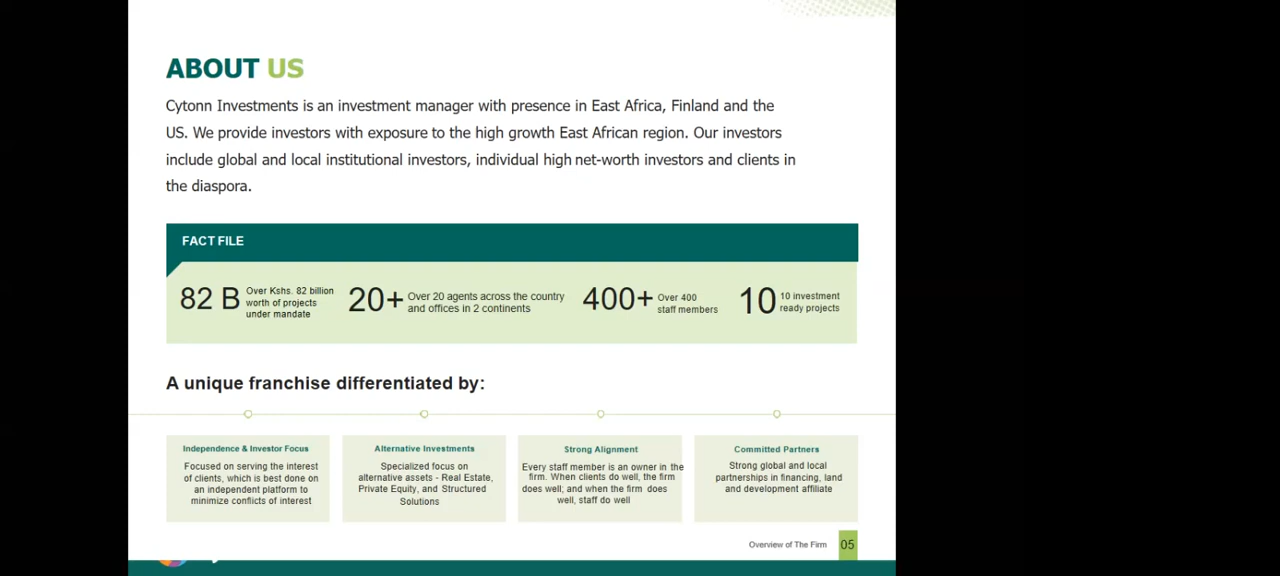 ABOUT US
Cytonn Investments is an investment manager with presence in East Africa, Finland and the
US. We provide investors with exposure to the high growth East African region. Our investors
include global and local institutional investors, individual high net-worth investors and clients in
the diaspora.
FACT FILE
82 B
Over Kshs. 82 billion
worth of projects
under mandate
20+
Over 20 agents across the country
and offices in 2 continents
400+
Over 400
staff members
10
10 investment
ready projects
A unique franchise differentiated by:
Independence & Investor Focus
Focused on serving the interest
of clients, which is best done on
an independent platform to
minimize conflicts of interest
Alternative Investments
Specialized focus on
alternative assets - Real Estate,
Private Equity, and Structured
Solutions
Strong Alignment
Every staff member is an owner in the
firm. When clients do well, the firm
does well; and when the firm does
well, staff do well
Committed Partners
Strong global and local
partnerships in financing, land
and development affiliate
Overview of The Firm
05